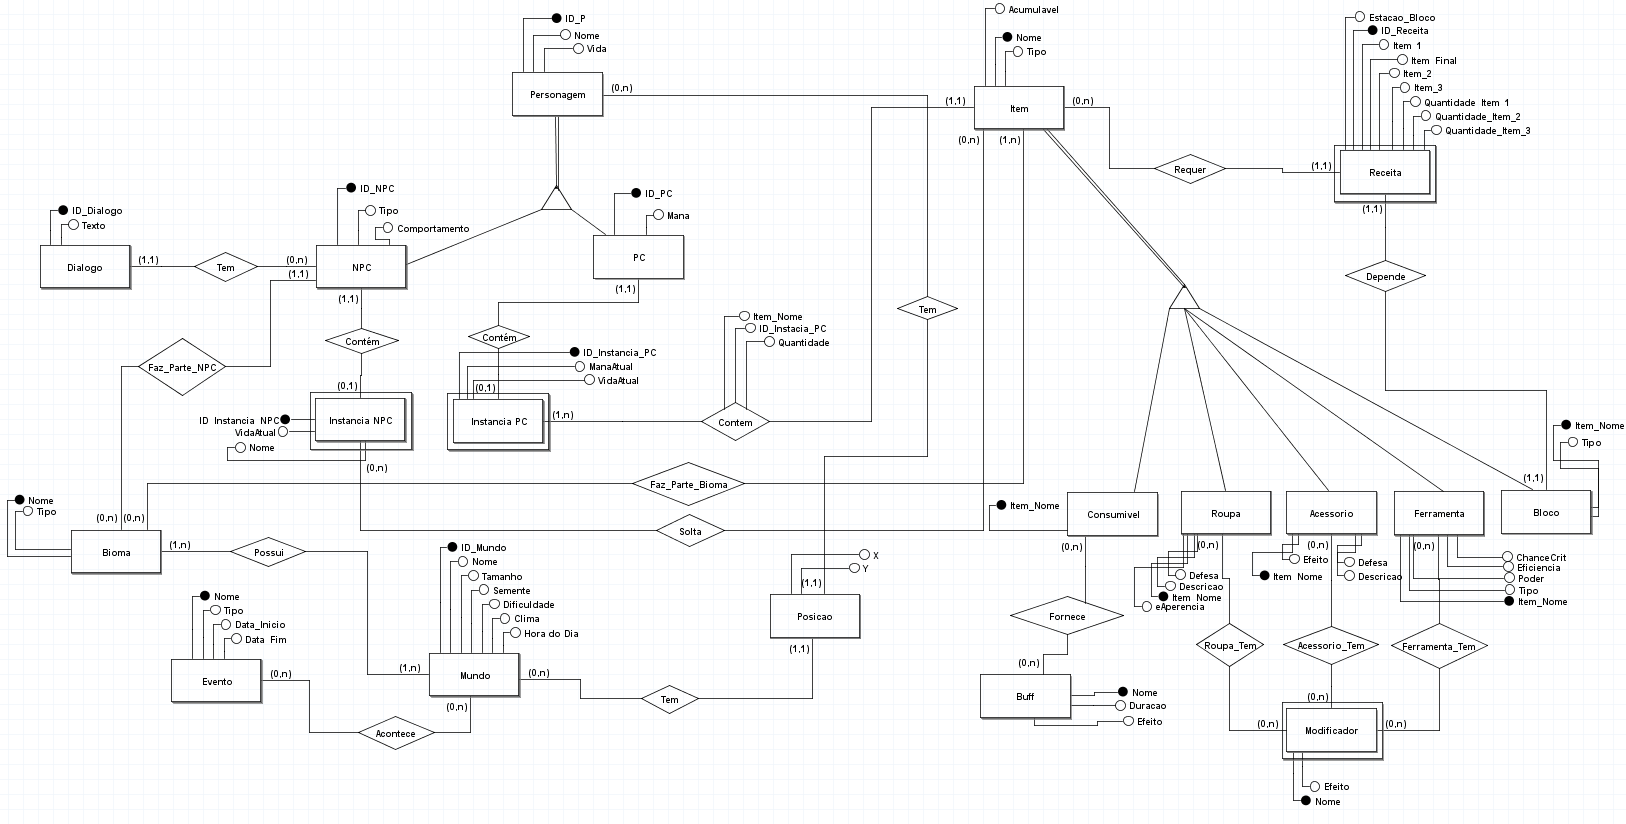 ID_P
Nome
Vida
Personagem
(0,n)
Acumulavel
Nome
Tipo
(1,1)
Item
(0,n)
(0,n)
(1,n)
Estacao_Bloco
ID_Receita
Item 1
Item Final
Item_2
Item_3
Quantidade Item 1
Quantidade_Item_2
Quantidade_Item_3
Requer
(1,1)
Receita
(1,1)
ID_NPC
Tipo
Comportamento
ID_PC
Mana
ID_Dialogo
Texto
Dialogo
(1,1)
Tem
(0,n)
(1,1)
NPC
(1,1)
PC
(1,1)
Depende
Tem
Contém
Contém
Item_Nome
ID_Instacia_PC
Quantidade
Faz_Parte_NPC
ID_Instancia_PC
ManaAtual
VidaAtual
(0,1)
(0,1)
ID Instancia NPC
VidaAtual
Nome
Instancia NPC
(0,n)
Instancia PC
(1,n)
Contem
Item_Nome
Tipo
(1,1)
Bloco
Faz_Parte_Bioma
Nome
Tipo
(0,n)
(0,n)
Bioma
(1,n)
Possui
Solta
Item_Nome
Consumivel
(0,n)
Roupa
(0,n)
Acessorio
(0,n)
Ferramenta
(0,n)
ID_Mundo
Nome
Tamanho
Semente
Dificuldade
Clima
Hora do Dia
X
Y
(1,1)
Posicao
(1,1)
Defesa
Descricao
Item Nome
eAperencia
Efeito
Item Nome
Defesa
Descricao
ChanceCrit
Eficiencia
Poder
Tipo
Item_Nome
Nome
Tipo
Data_Inicio
Data Fim
Evento
(0,n)
(1,n)
Mundo
(0,n)
(0,n)
Tem
Acontece
Fornece
(0,n)
Buff
Nome
Duracao
Efeito
Roupa_Tem
Acessorio_Tem
Ferramenta_Tem
(0,n)
(0,n)
Modificador
(0,n)
Efeito
Nome